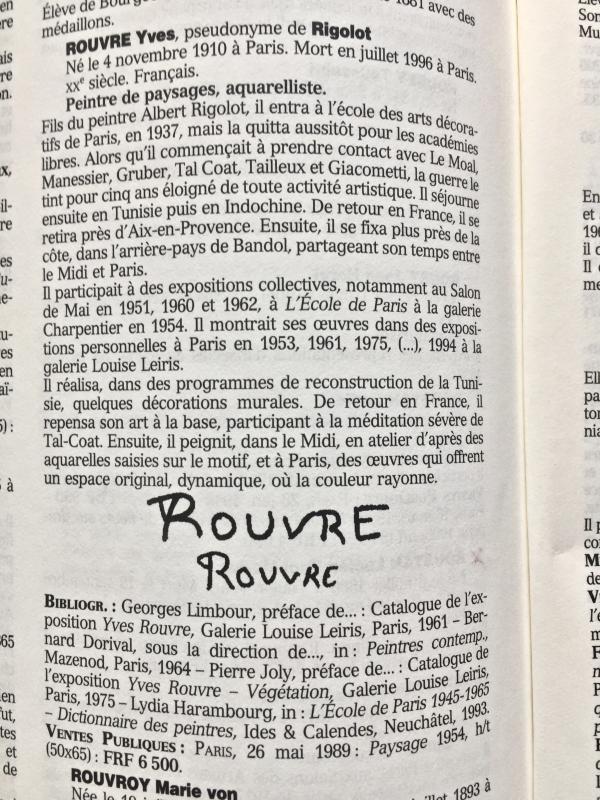 Élève de
1881 avec des
médaillons.
ROUVRE Yves, pseudonyme de Rigolot
Né le 4 novembre 1910 à Paris. Mort en juillet 1996 à Paris.
XXe siècle. Français.
Peintre de paysages, aquarelliste.
Fils du peintre Albert Rigolot, il entra à l'école des arts décora-
tifs de Paris, en 1937, mais la quitta aussitôt pour les académies
libres. Alors qu'il commençait à prendre contact avec Le Moal,
Manessier, Gruber, Tal Coat, Tailleux et Giacometti, la guerre le
tint pour cinq ans éloigné de toute activité artistique. Il séjourne
ensuite en Tunisie puis en Indochine. De retour en France, il se
retira près d'Aix-en-Provence. Ensuite, il se fixa plus près de la
côte, dans l'arrière-pays de Bandol, partageant son temps entre
le Midi et Paris.
Il participait à des expositions collectives, notamment au Salon
de Mai en 1951, 1960 et 1962, à L'École de Paris à la galerie
Charpentier en 1954. Il montrait ses œuvres dans des exposi-
tions personnelles à Paris en 1953, 1961, 1975, (...), 1994 à la
galerie Louise Leiris.
Il réalisa, dans des programmes de reconstruction de la Tuni-
sie, quelques décorations murales. De retour en France, il
repensa son art à la base, participant à la méditation sévère de
Tal-Coat. Ensuite, il peignit, dans le Midi, en atelier d'après des
aquarelles saisies sur le motif, et à Paris, des œuvres qui offrent
un espace original, dynamique, où la couleur rayonne.
ROUVRE
ROUVRE
BIBLIOGR. : Georges Limbour, préface de... : Catalogue de l'ex-
position Yves Rouvre, Galerie Louise Leiris, Paris, 1961 – Ber-
nard Dorival, sous la direction de..., in : Peintres contemp.,
Mazenod, Paris, 1964 – Pierre Joly, préface de... : Catalogue de
l'exposition Yves Rouvre – Végétation, Galerie Louise Leiris,
Paris, 1975 – Lydia Harambourg, in : L'École de Paris 1945-1965
– Dictionnaire des peintres, Ides & Calendes, Neuchâtel, 1993.
VENTES PUBLIQUES : PARIS, 26 mai 1989 : Paysage 1954, h/t
(50x65) : FRF 6 500.
ROUVROY Marie von
1893 à